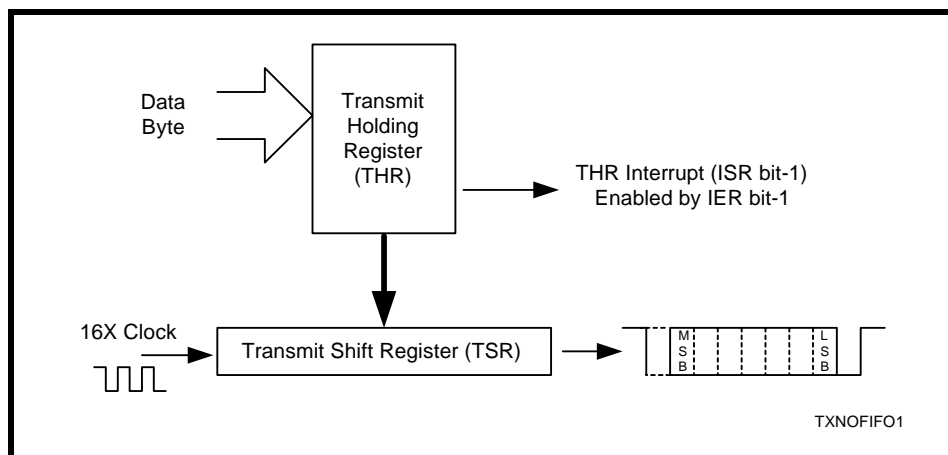 Data
Byte
Transmit
Holding
Register
(THR)
THR Interrupt (ISR bit-1)
Enabled by IER bit-1
16X Clock
Transmit Shift Register (TSR)
M
S
B
L
S
B
TXNOFIFO1